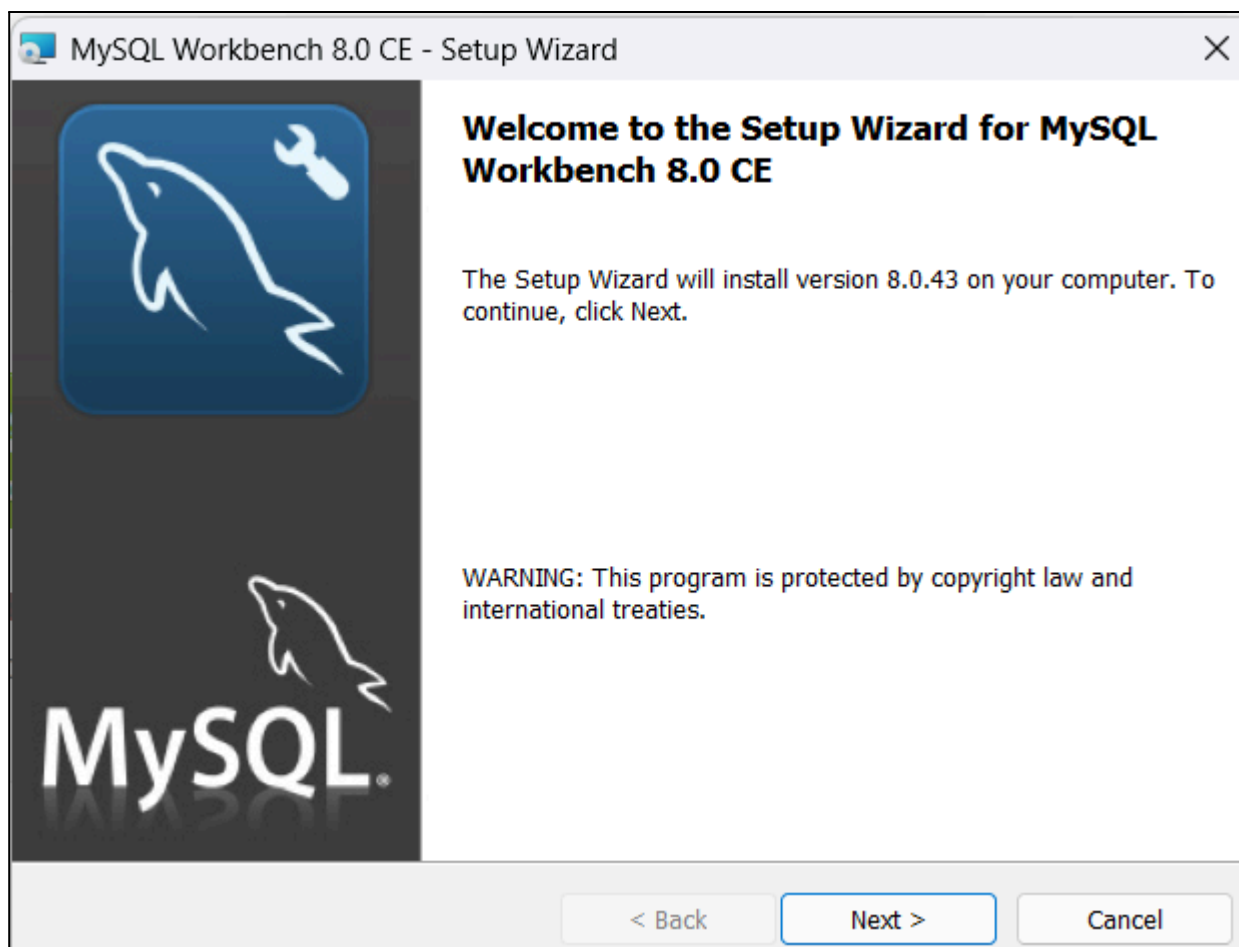 MySQL Workbench 8.0 CE - Setup Wizard
Welcome to the Setup Wizard for MySQL
Workbench 8.0 CE
The Setup Wizard will install version 8.0.43 on your computer. To
continue, click Next.
WARNING: This program is protected by copyright law and
international treaties.
MySQL®
< Back
Next >
Cancel